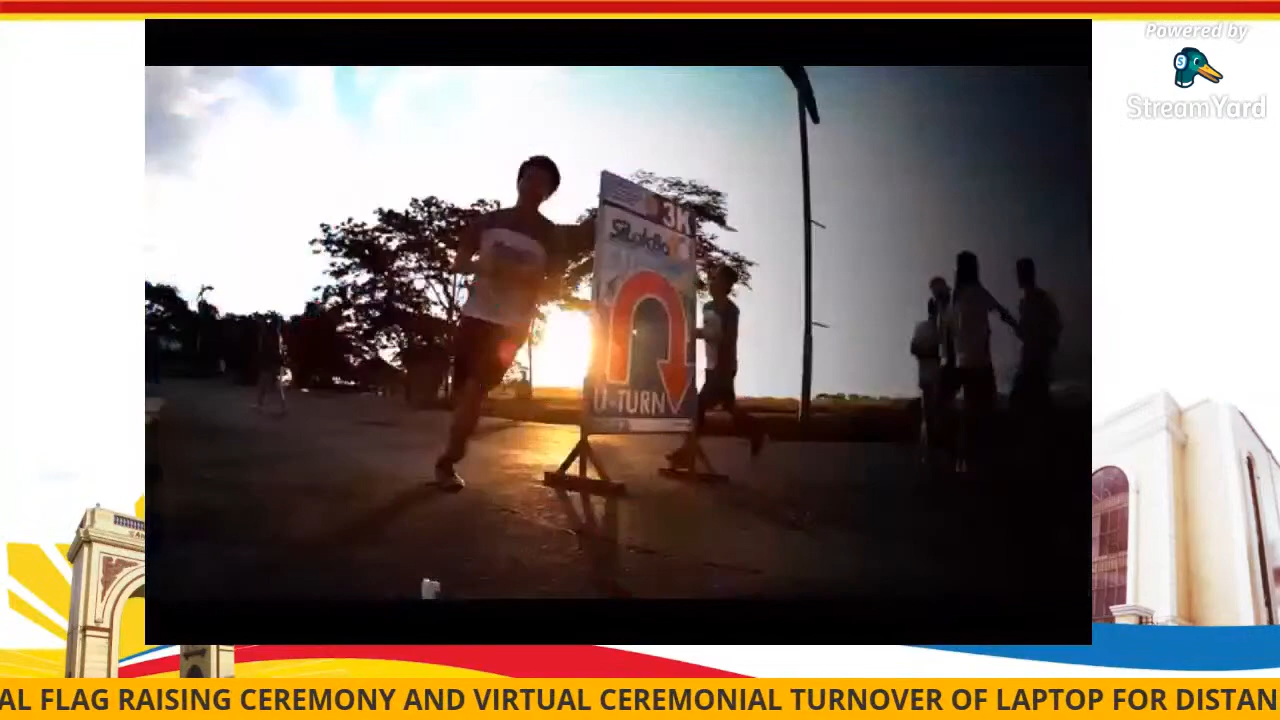 Powered by
StreamYard
3K
U-TURN
AL FLAG RAISING CEREMONY AND VIRTUAL CEREMONIAL TURNOVER OF LAPTOP FOR DISTAN